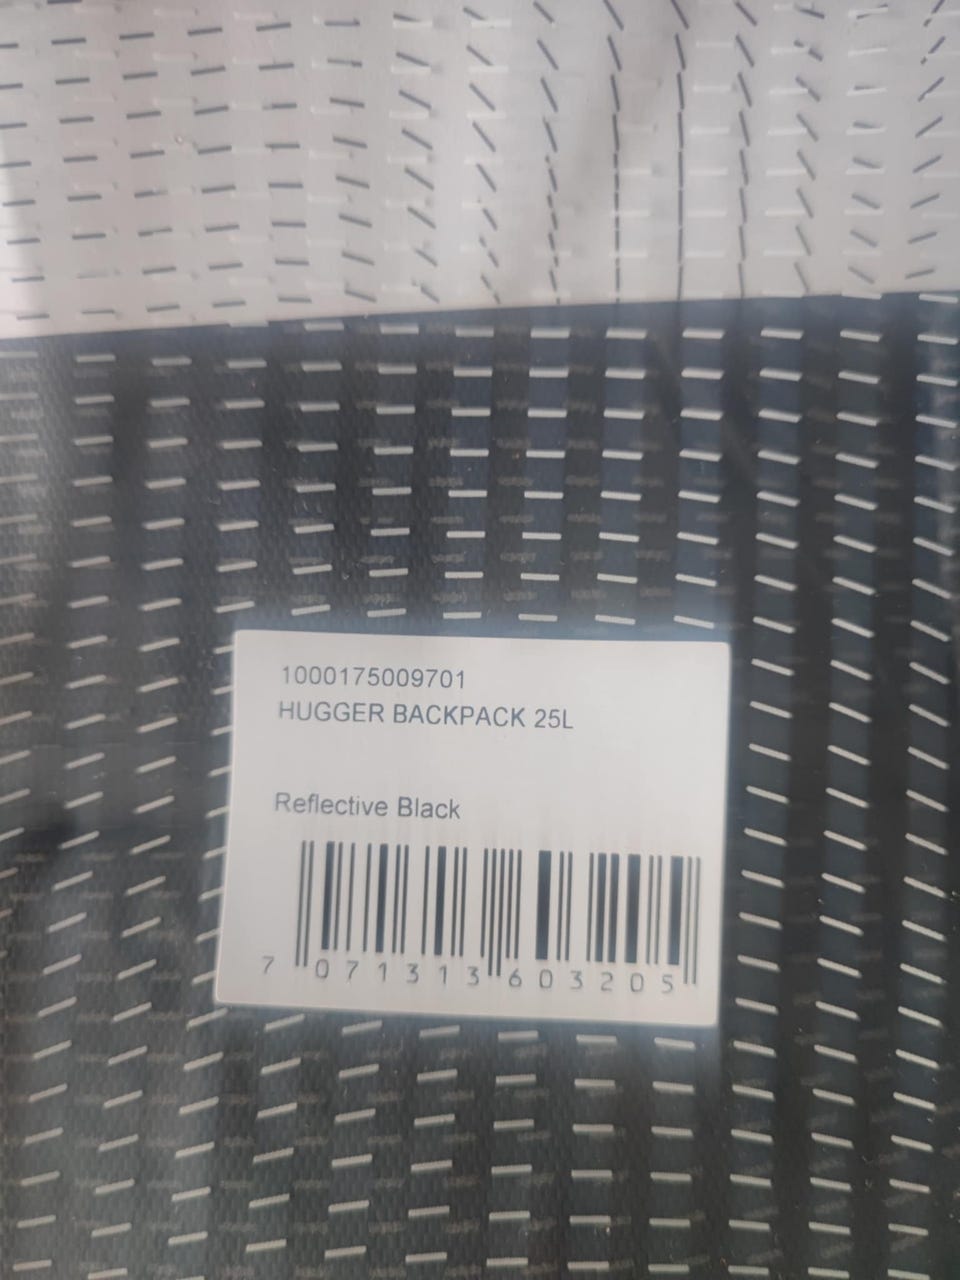 1000175009701
HUGGER BACKPACK 25L
Reflective Black
7 071313 603205